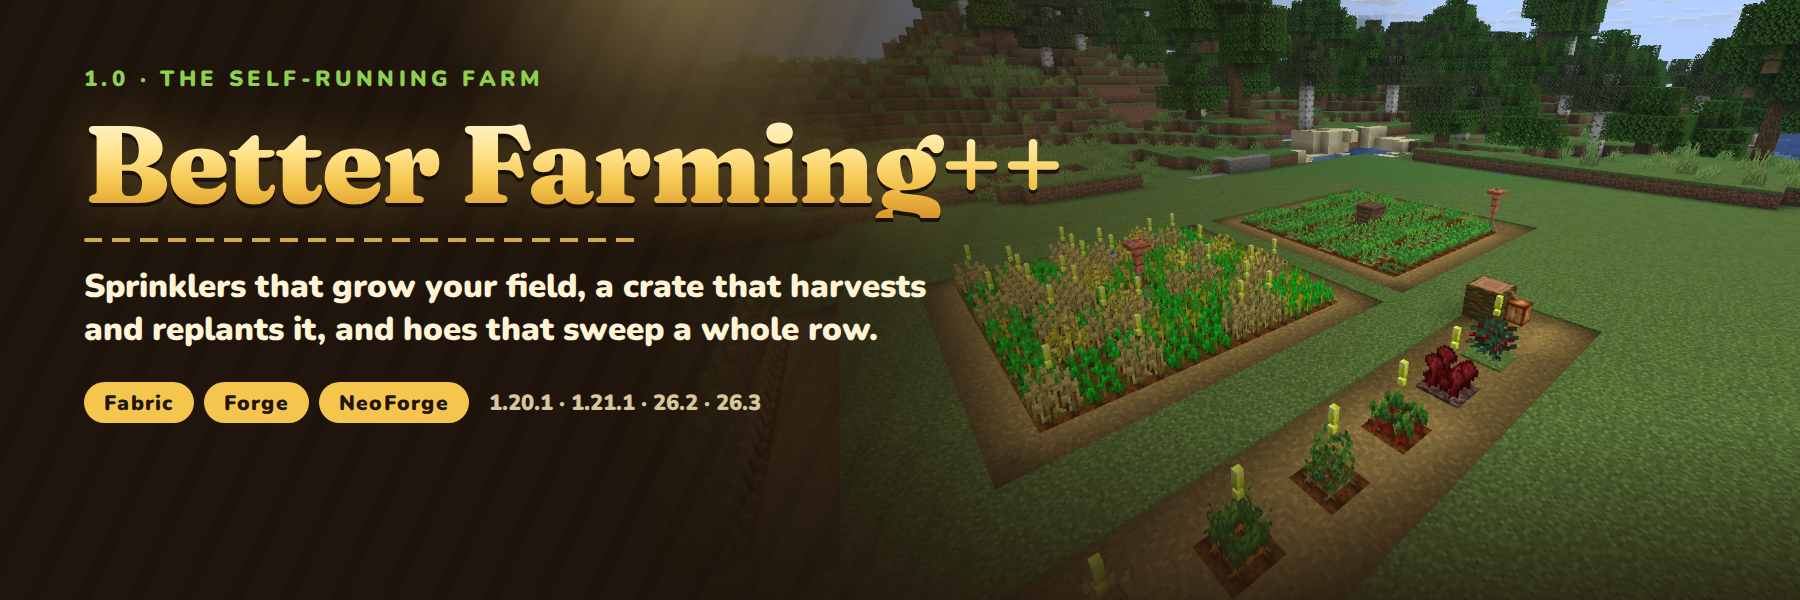 1.0 · THE SELF-RUNNING FARM
Better Farming++
Sprinklers that grow your field, a crate that harvests
and replants it, and hoes that sweep a whole row.
Fabric Forge NeoForge 1.20.1 · 1.21.1 · 26.2 · 26.3